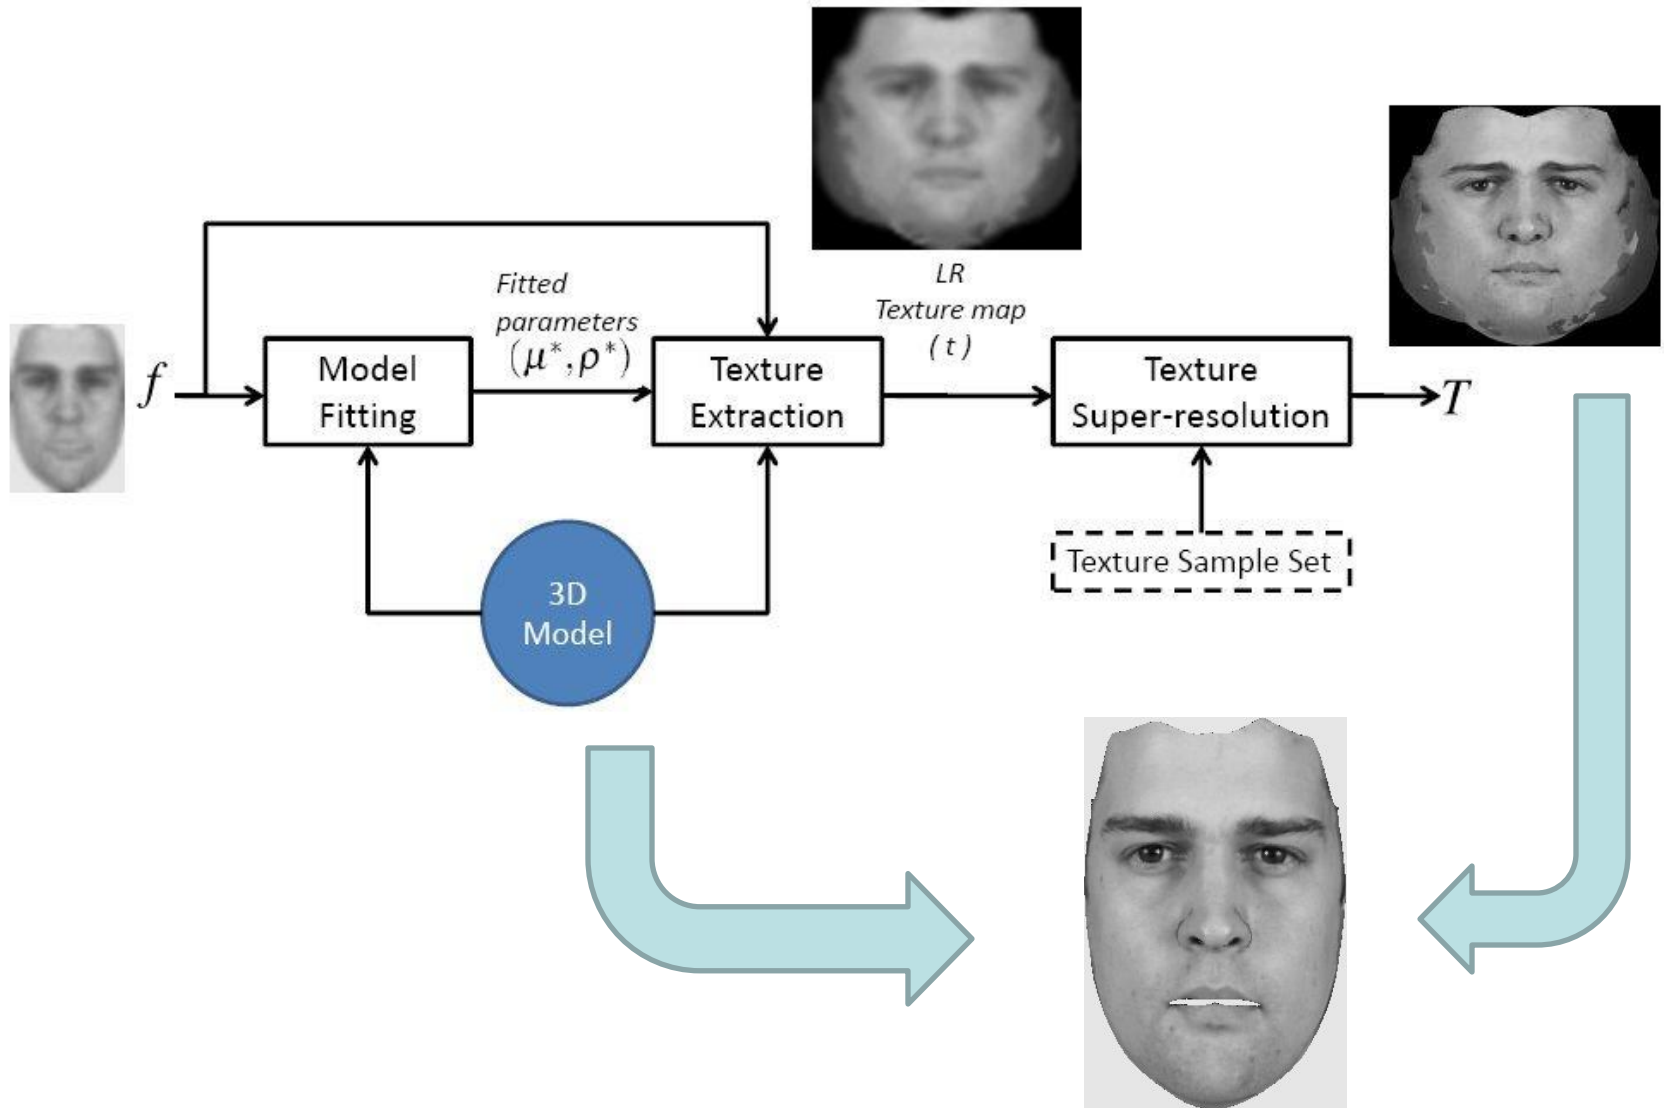 f
Model
Fitting
Fitted
parameters
(μ*,ρ*)
Texture
Extraction
LR
Texture map
( t )
Texture
Super-resolution
T
Texture Sample Set
3D
Model